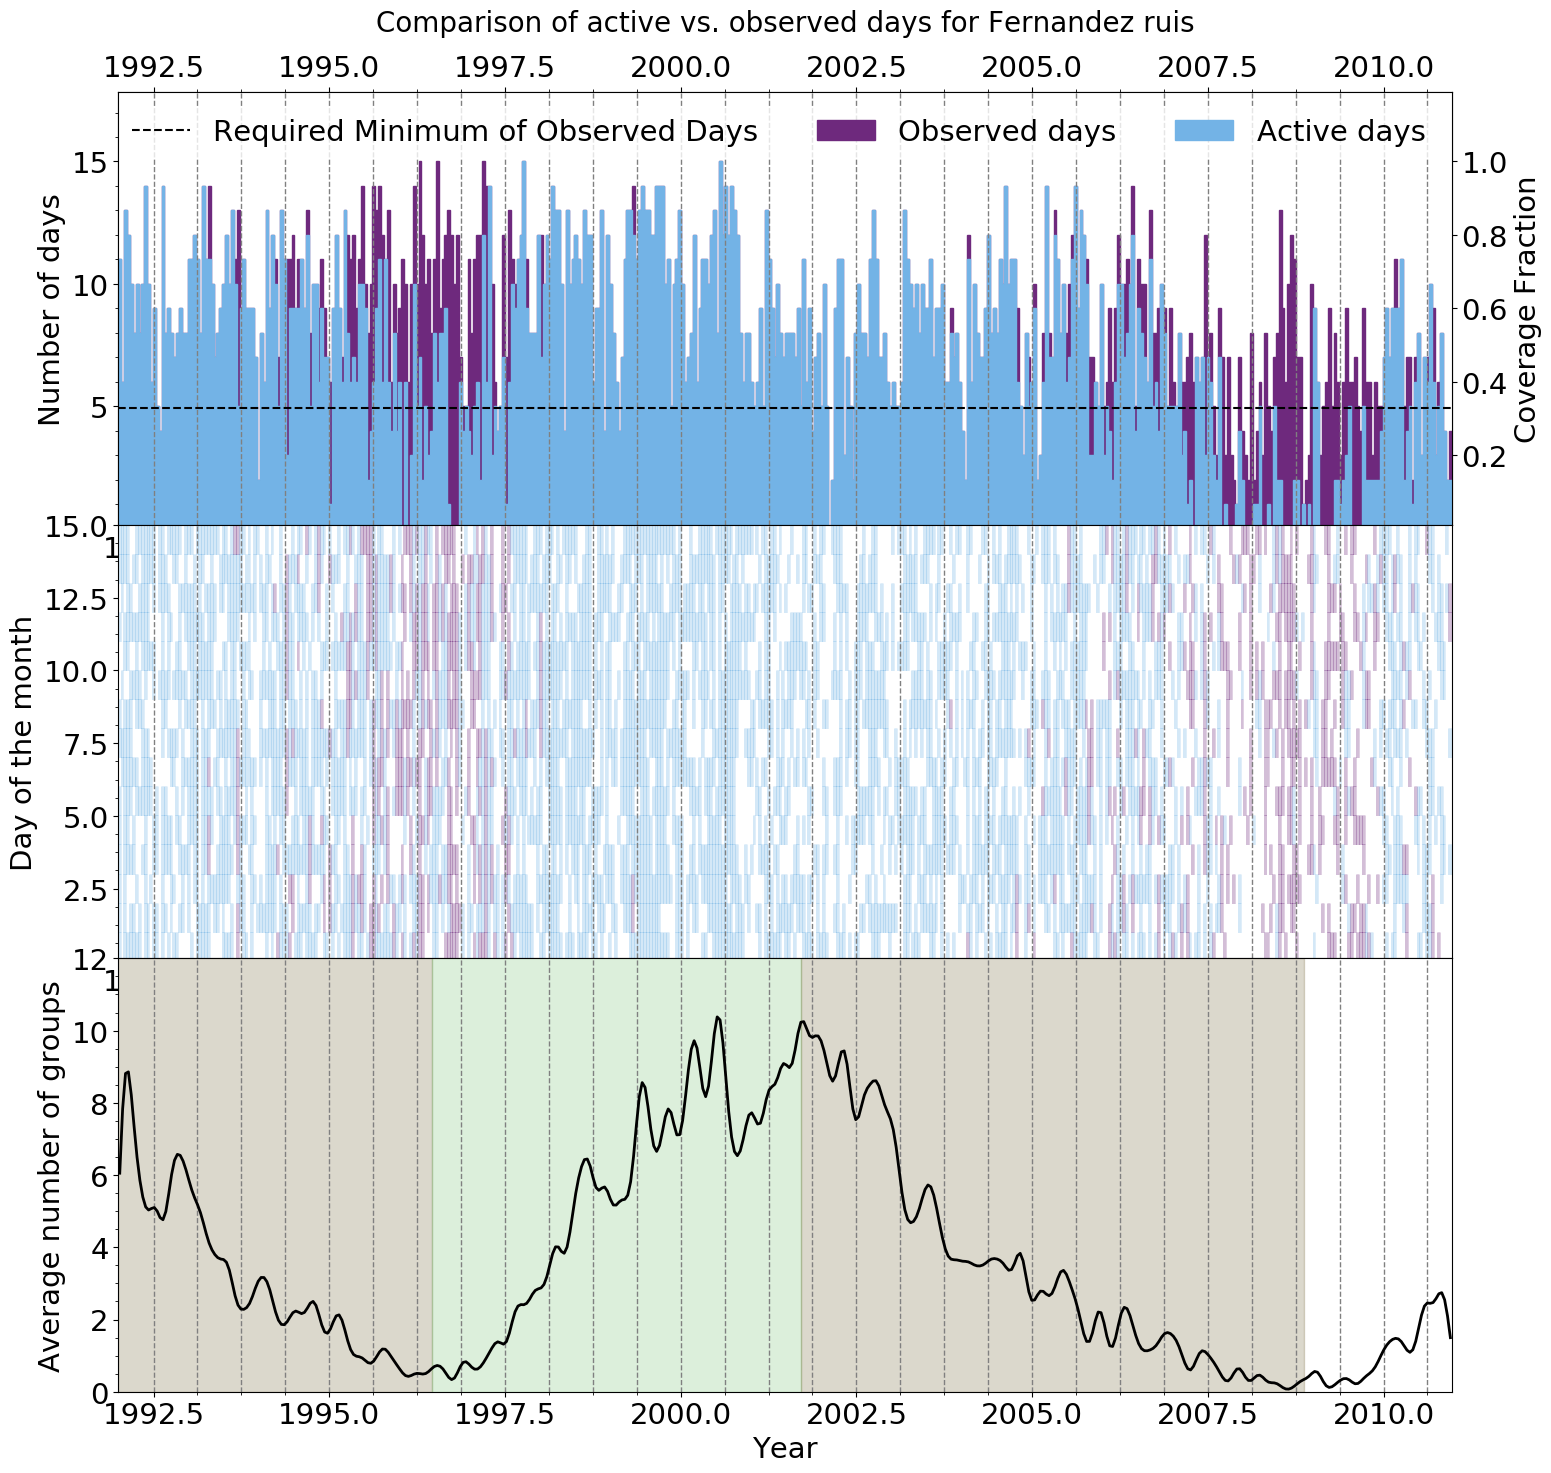 Comparison of active vs. observed days for Fernandez ruis
1992.5 1995.0 1997.5 2000.0 2002.5 2005.0 2007.5 2010.0
Required Minimum of Observed Days Observed days Active days
15 1.0
0.8
10
0.6
0.4
5
0.2
Number of days
Coverage Fraction
15.0
1
12.5
10.0
7.5
5.0
2.5
Day of the month
12
1
10
8
6
4
2
0
Average number of groups
1992.5 1995.0 1997.5 2000.0 2002.5 2005.0 2007.5 2010.0
Year